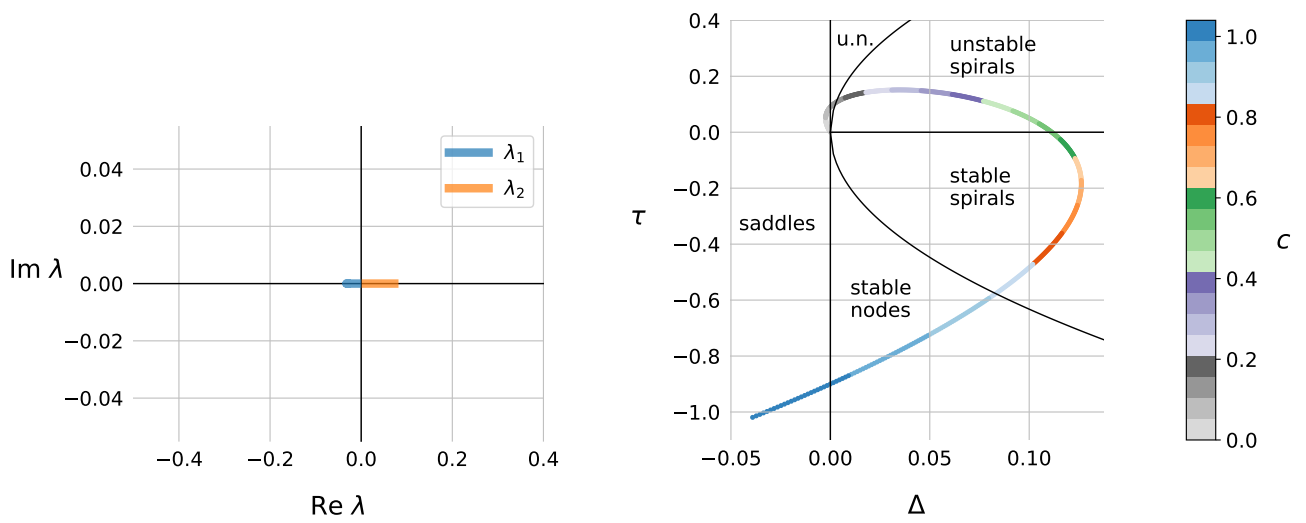 0.04
0.02
0.00
−0.02
−0.04
Im λ
−0.4
−0.2
0.0
0.2
0.4
Re λ
λ1
λ2
0.4
0.2
0.0
−0.2
−0.4
−0.6
−0.8
−1.0
τ
u.n.
unstable
spirals
stable
spirals
saddles
stable
nodes
−0.05
0.00
0.05
0.10
Δ
1.0
0.8
0.6
0.4
0.2
0.0
c